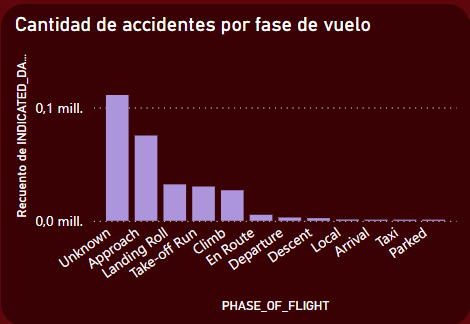 Cantidad de accidentes por fase de vuelo
Recuento de INDICATED_DA...
0,1 mill.
0,0 mill.
Unknown
Approach
Landing Roll
Take-off Run
Climb
En Route
Departure
Descent
Local
Arrival
Taxi
Parked
PHASE_OF_FLIGHT